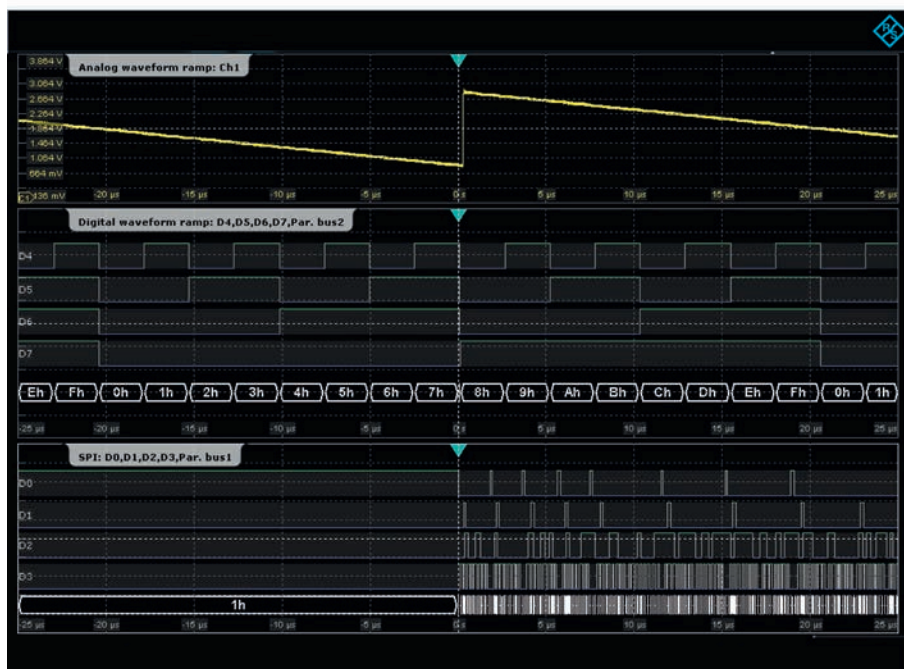 R&S
3.864 V
Analog waveform ramp: Ch1
3.064 V
2.664 V
2.264 V
1.864 V
1.464 V
1.064 V
664 mV
-436 mV -20 µs -15 µs -10 µs -5 µs 0 s 5 µs 10 µs 15 µs 20 µs 25 µs
Digital waveform ramp: D4,D5,D6,D7,Par. bus2
D4
D5
D6
D7
Eh Fh 0h 1h 2h 3h 4h 5h 6h 7h 8h 9h Ah Bh Ch Dh Eh Fh 0h 1h
-25 µs -20 µs -15 µs -10 µs -5 µs 0 s 5 µs 10 µs 15 µs 20 µs 25 µs
SPI: D0,D1,D2,D3,Par. bus1
D0
D1
D2
D3
1h
-25 µs -20 µs -15 µs -10 µs -5 µs 0 s 5 µs 10 µs 15 µs 20 µs 25 µs